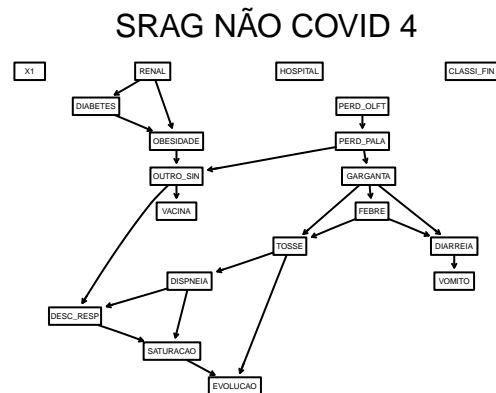 SRAG NÃO COVID 4
X1
RENAL
HOSPITAL
CLASSI_FIN
DIABETES
PERD_OLFT
OBESIDADE
PERD_PALA
OUTRO_SIN
GARGANTA
VACINA
FEBRE
TOSSE
DIARREIA
DISPNEIA
VOMITO
DESC_RESP
SATURACAO
EVOLUCAO